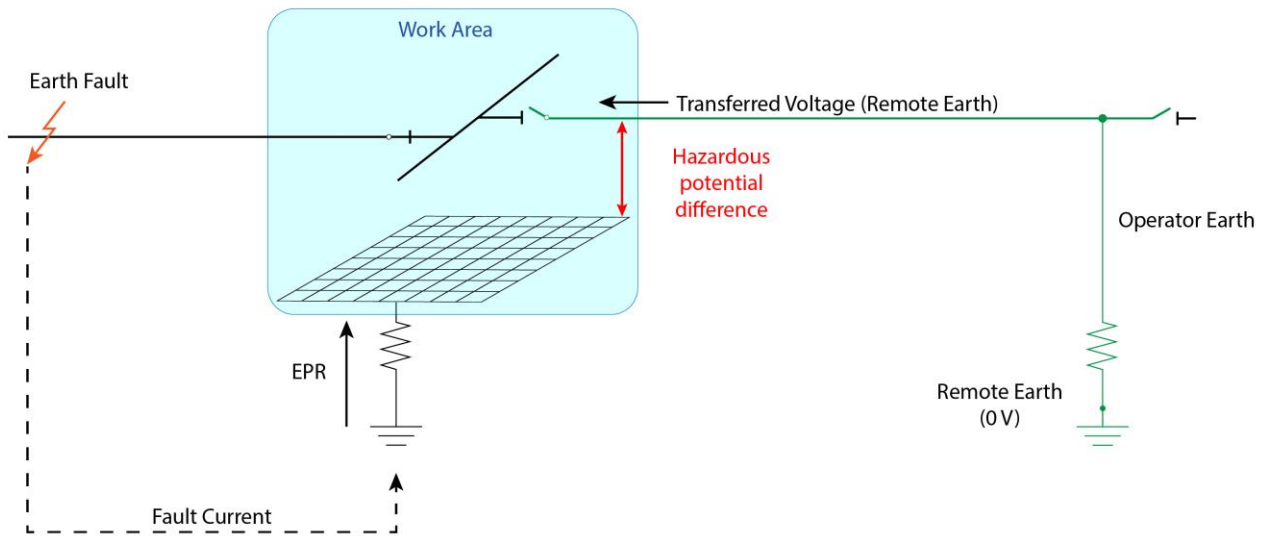 Work Area
Earth Fault
Transferred Voltage (Remote Earth)
Hazardous
potential
difference
Operator Earth
EPR
Remote Earth
(0 V)
Fault Current